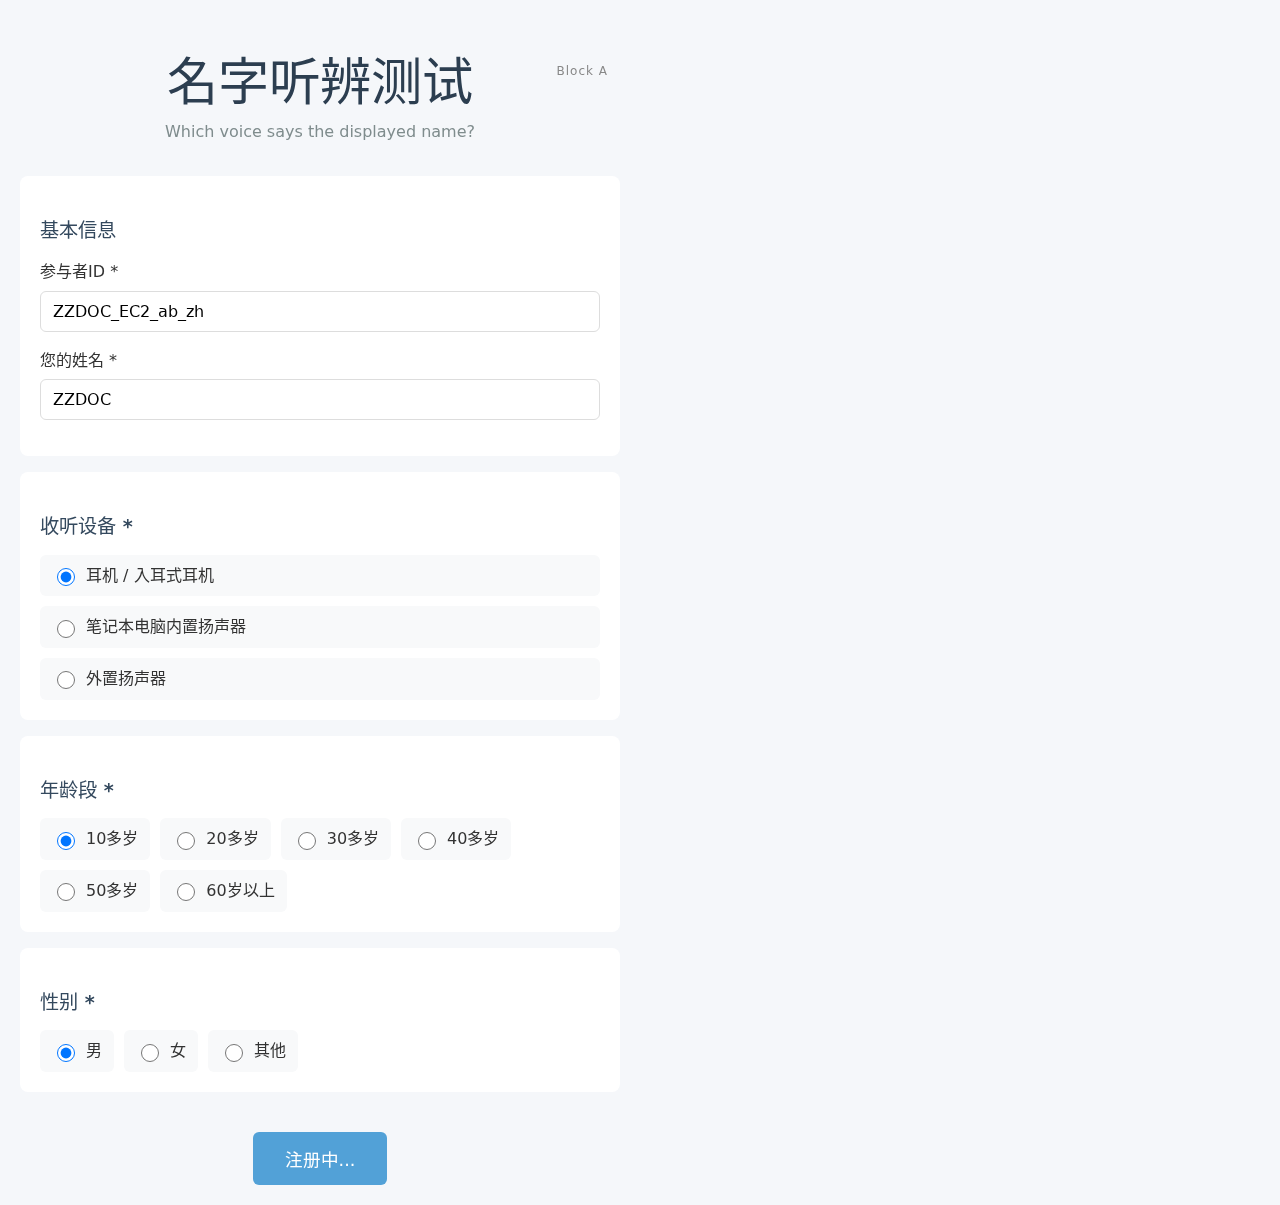 名字听辨测试
Block A
Which voice says the displayed name?
基本信息
参与者ID *
ZZDOC_EC2_ab_zh
您的姓名 *
ZZDOC
收听设备 *
耳机 / 入耳式耳机
笔记本电脑内置扬声器
外置扬声器
年龄段 *
10多岁 20多岁 30多岁 40多岁
50多岁 60岁以上
性别 *
男 女 其他
注册中...